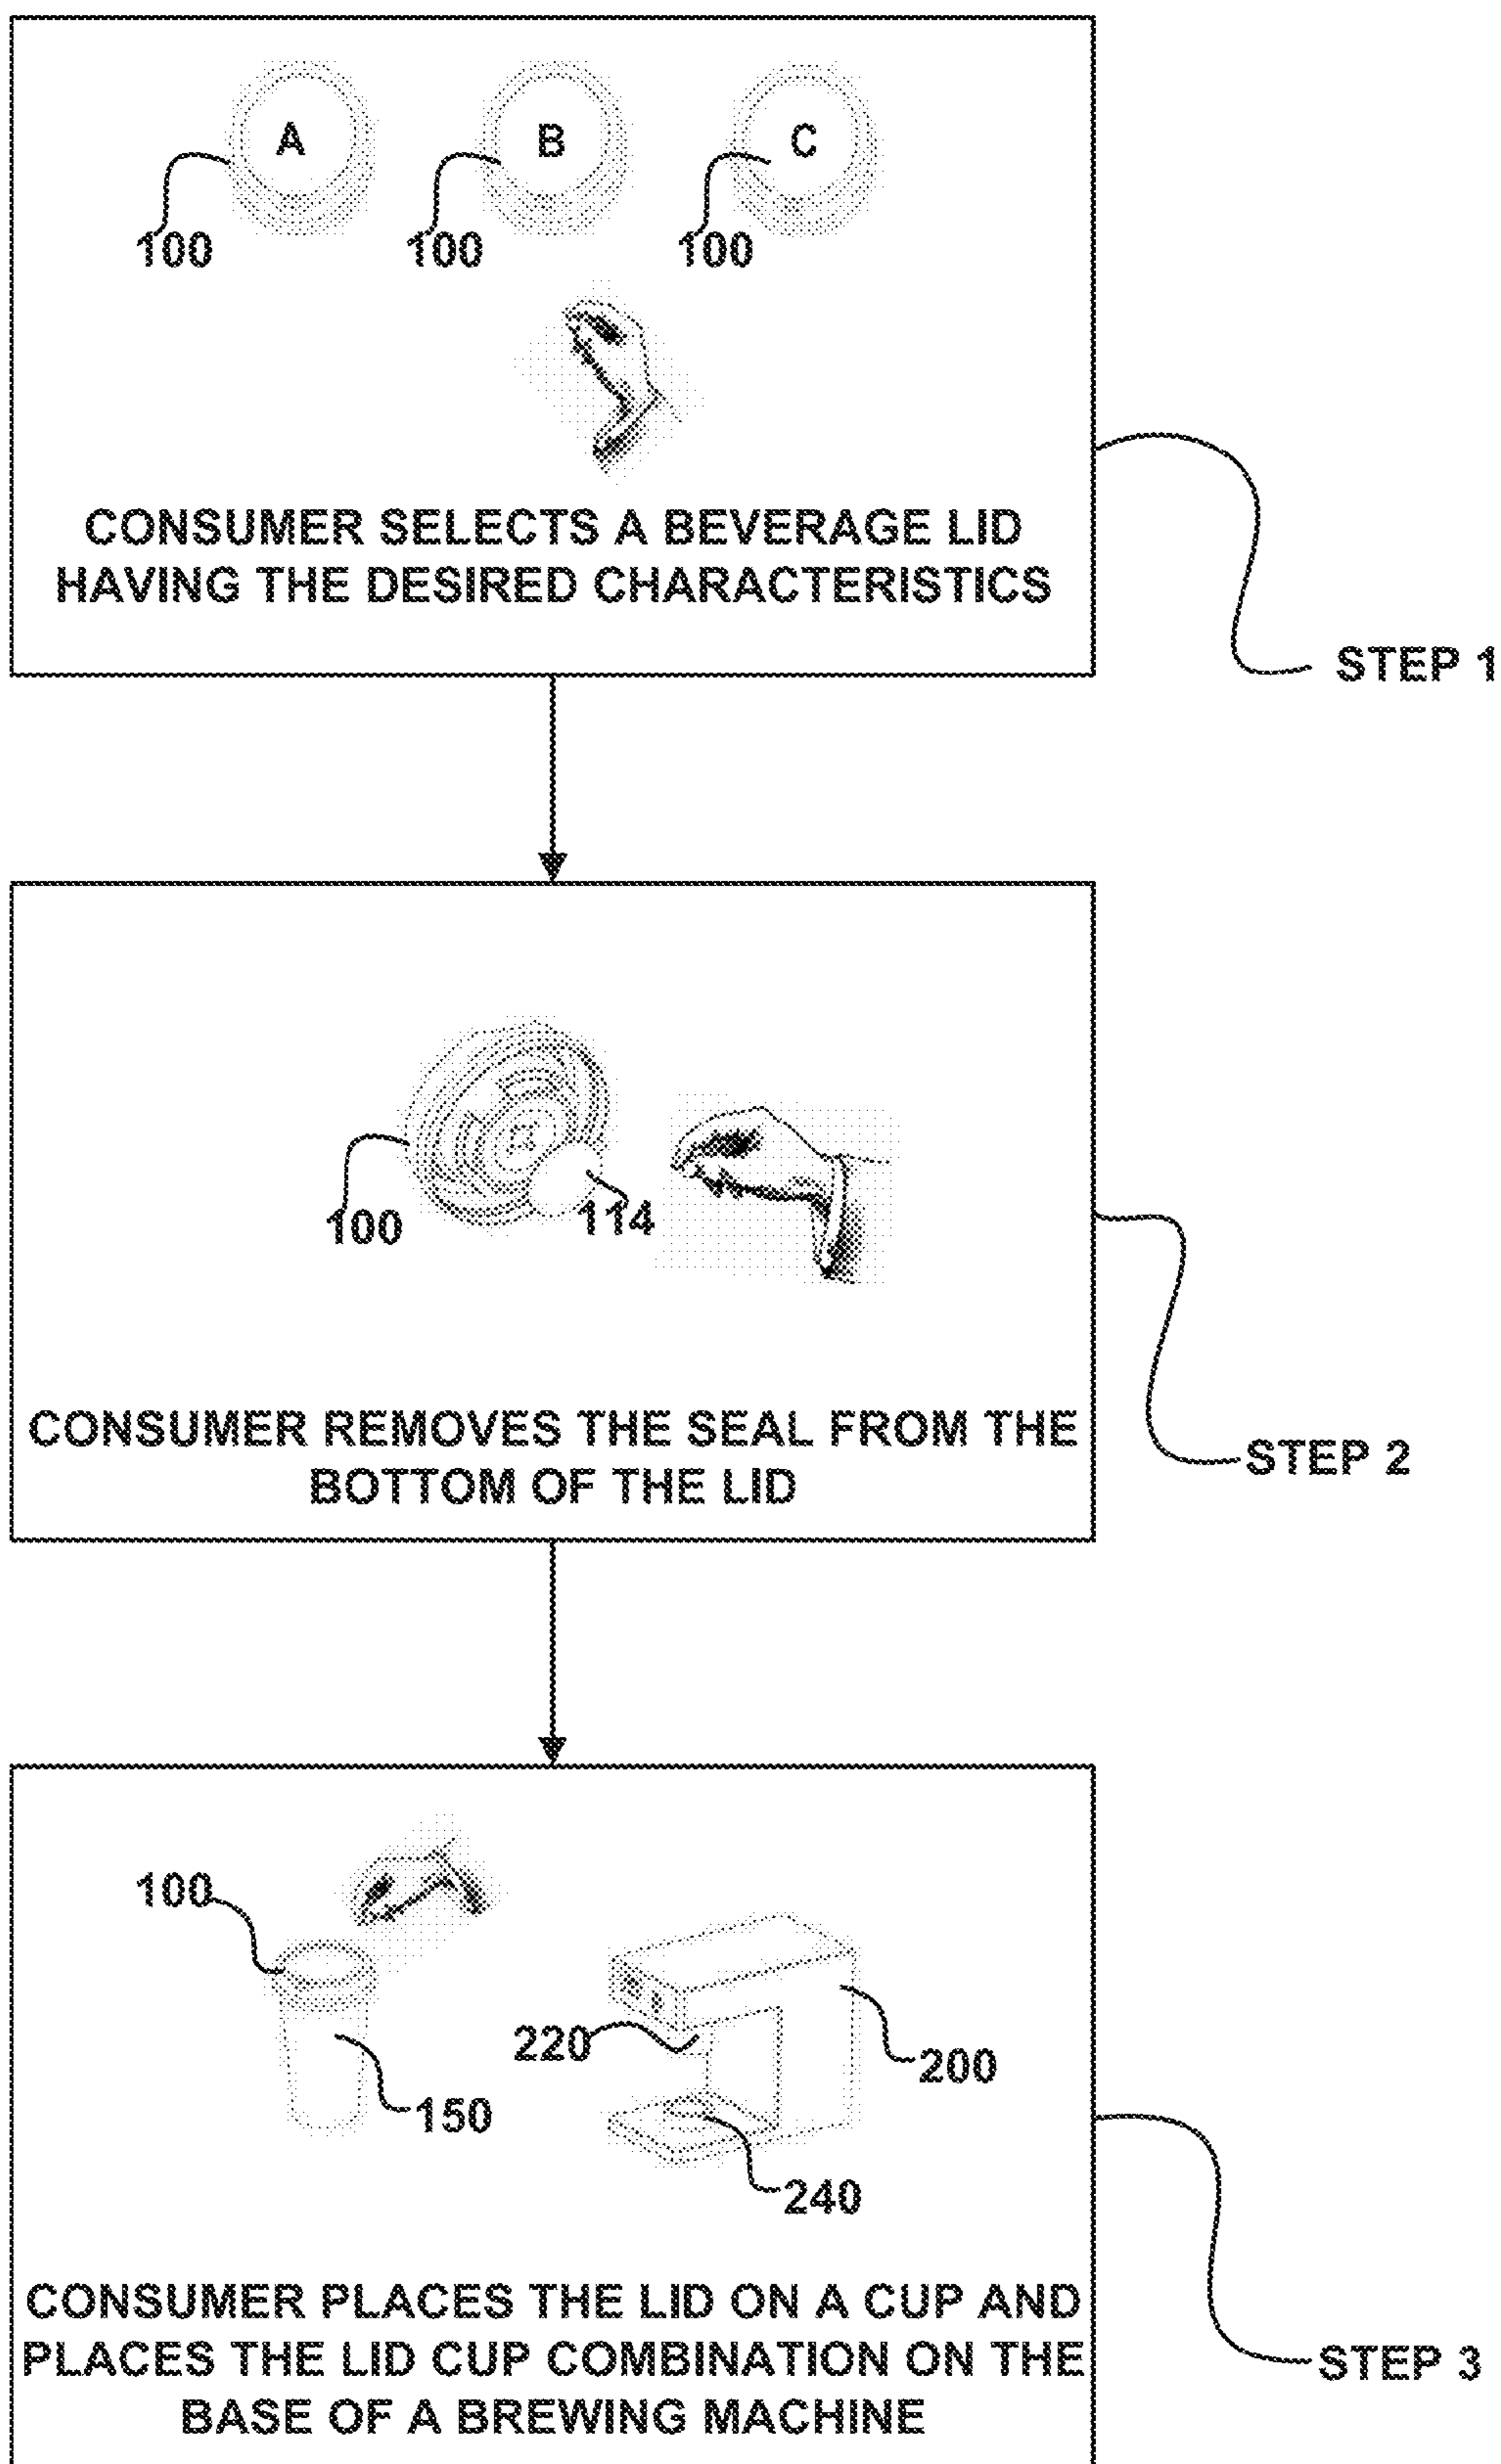 A B C
100 100 100
CONSUMER SELECTS A BEVERAGE LID
HAVING THE DESIRED CHARACTERISTICS
STEP 1
100
114
CONSUMER REMOVES THE SEAL FROM THE
BOTTOM OF THE LID
STEP 2
100
220
200
150
240
CONSUMER PLACES THE LID ON A CUP AND
PLACES THE LID CUP COMBINATION ON THE
BASE OF A BREWING MACHINE
STEP 3